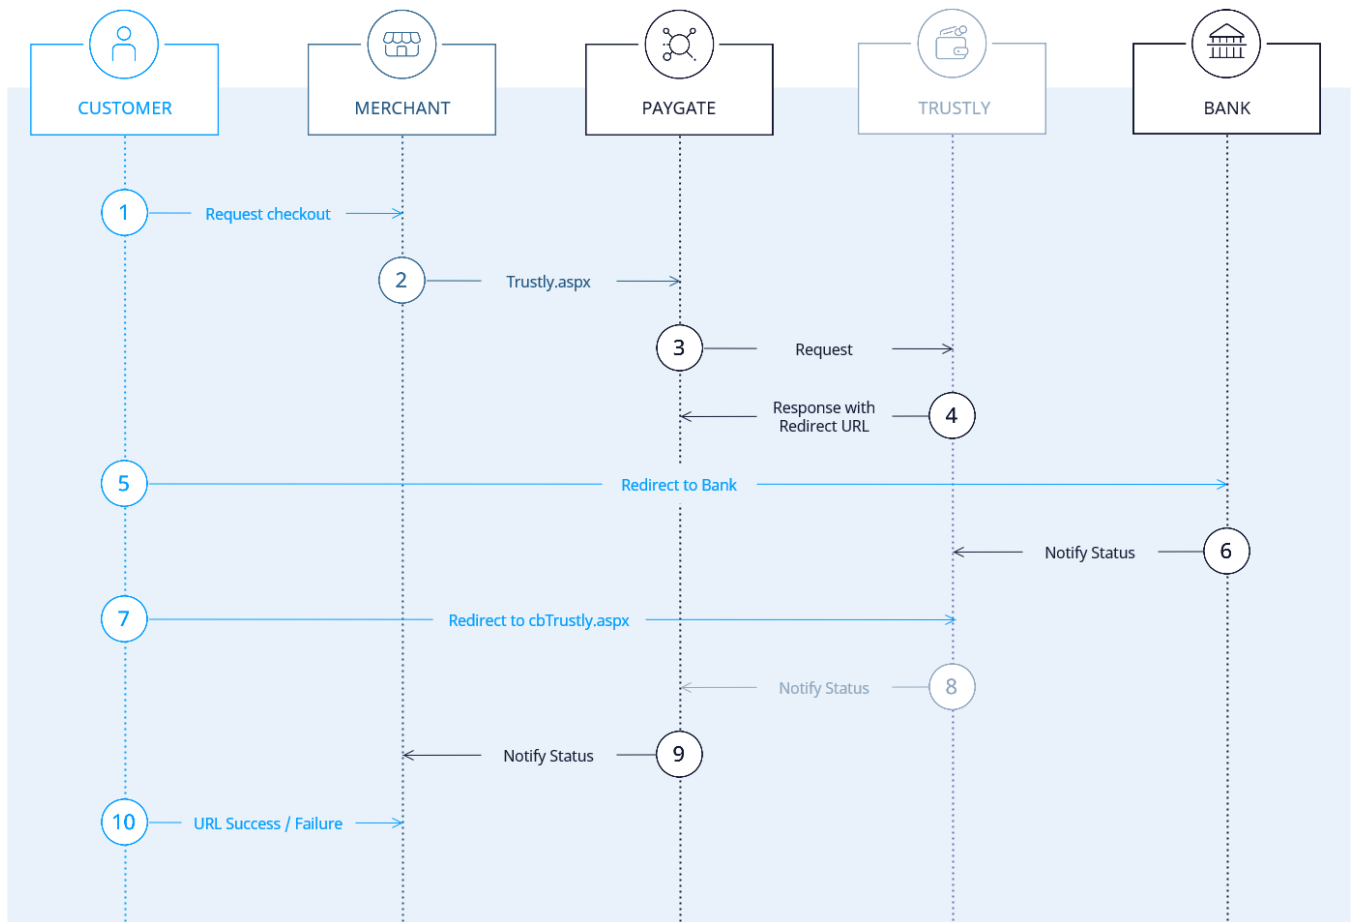 CUSTOMER
MERCHANT
PAYGATE
TRUSTLY
BANK
1
Request checkout
2
Trustly.aspx
3
Request
Response with
Redirect URL
4
5
Redirect to Bank
Notify Status
6
7
Redirect to cbTrustly.aspx
Notify Status
8
Notify Status
9
10
URL Success / Failure